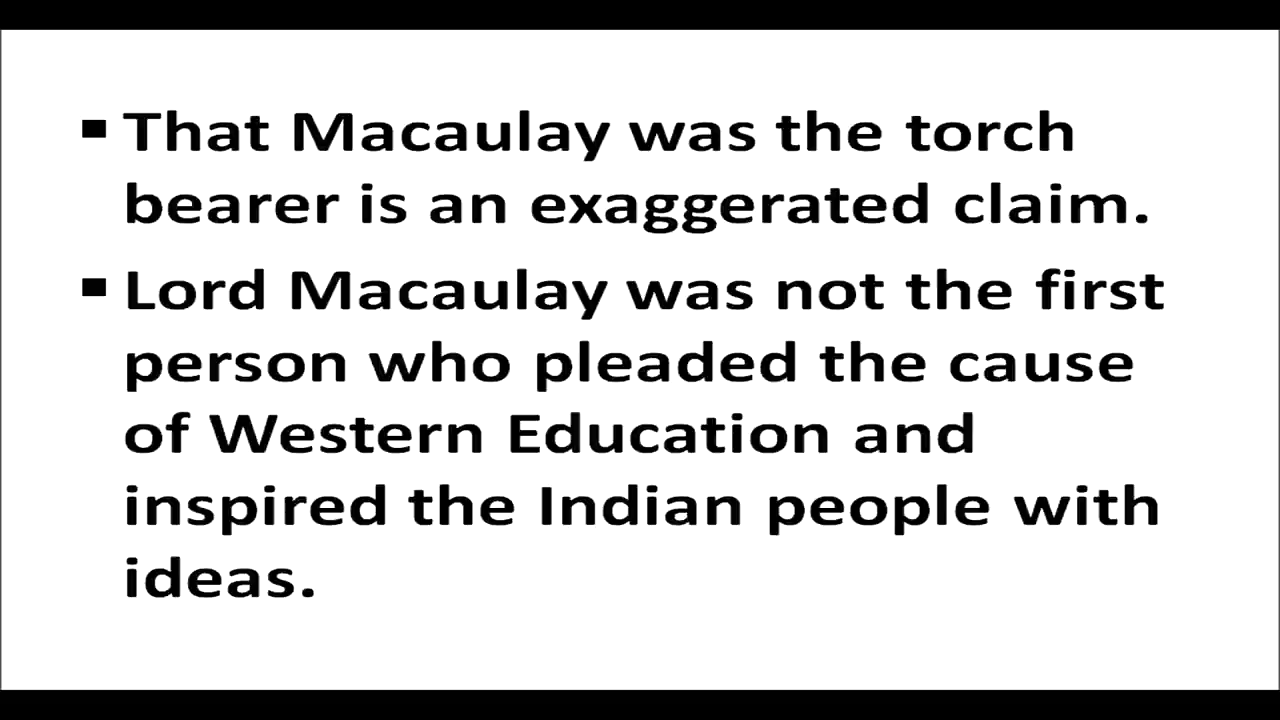 ▪ That Macaulay was the torch
bearer is an exaggerated claim.
▪ Lord Macaulay was not the first
person who pleaded the cause
of Western Education and
inspired the Indian people with
ideas.